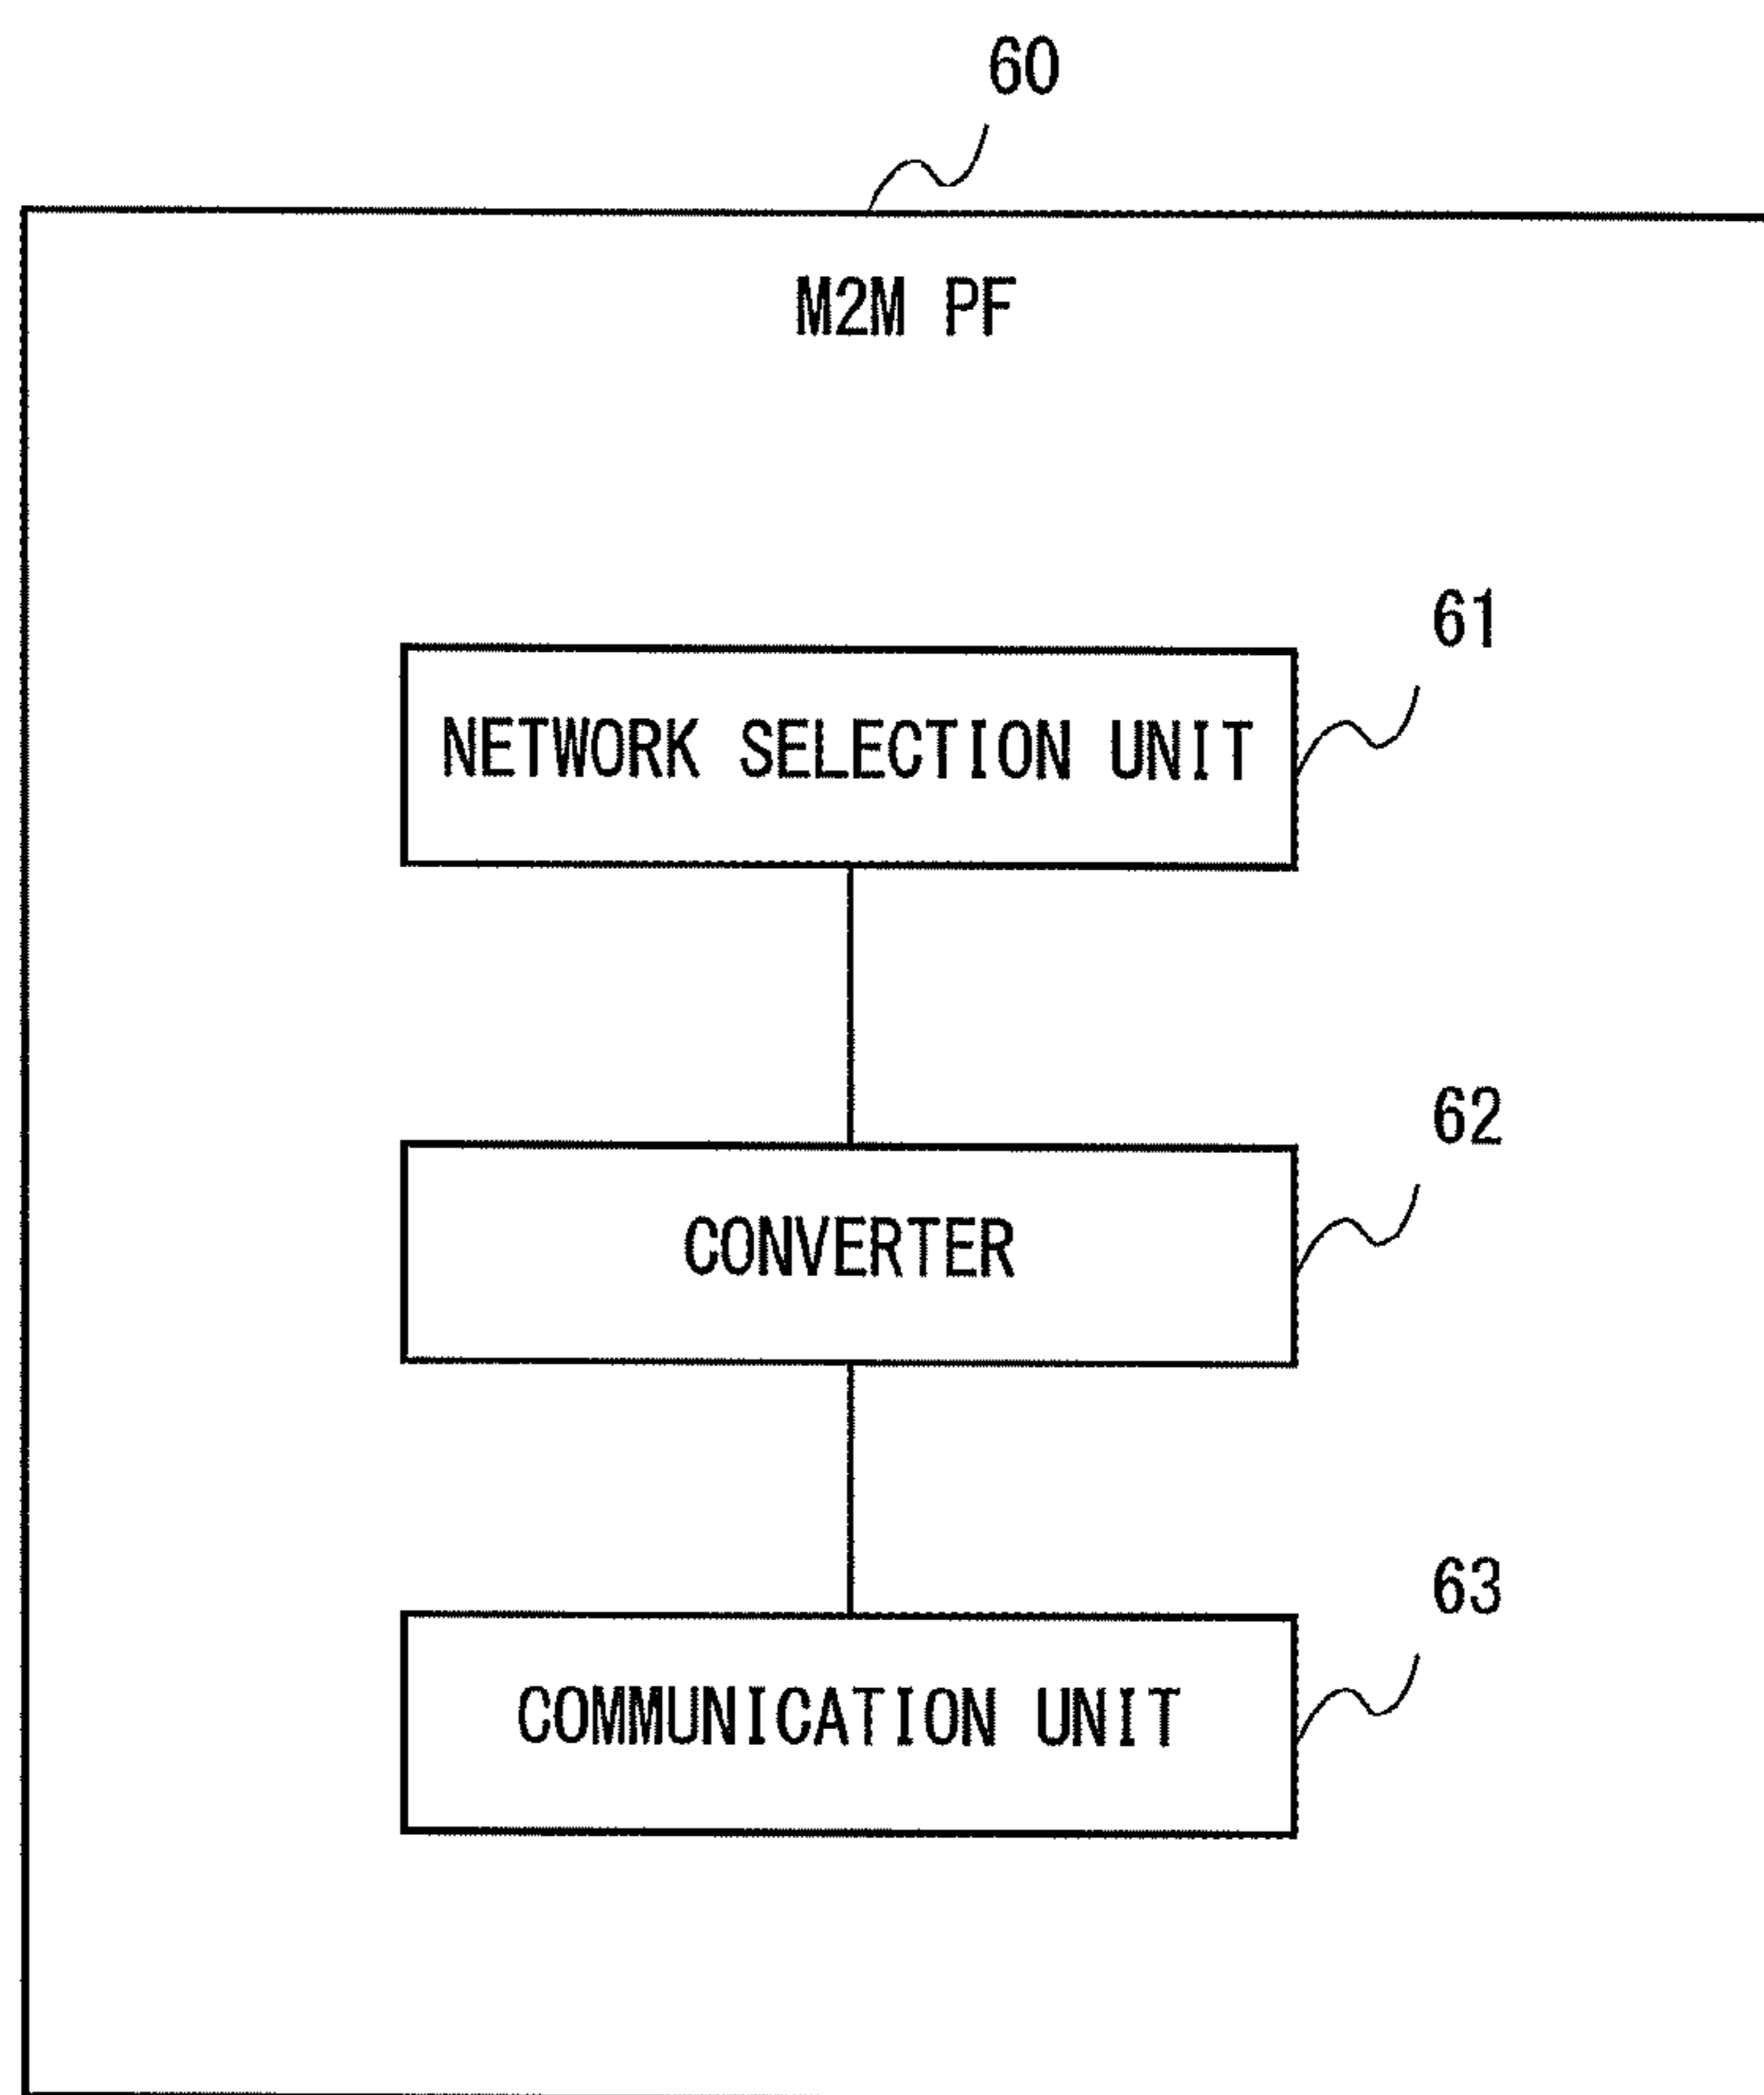 60
M2M PF
61
NETWORK SELECTION UNIT
62
CONVERTER
63
COMMUNICATION UNIT